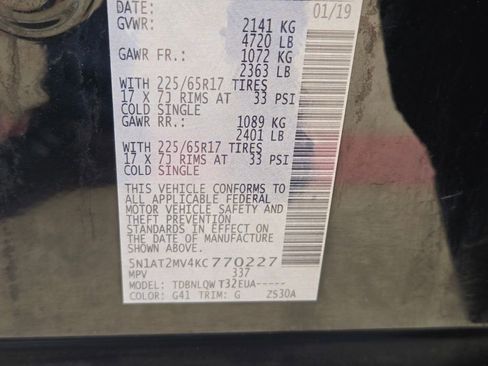 DATE: 01/19
GVWR: 2141 KG
4720 LB
GAWR FR.: 1072 KG
2363 LB
WITH 225/65R17 TIRES
17 X 7J RIMS AT 33 PSI
COLD SINGLE
GAWR RR.: 1089 KG
2401 LB
WITH 225/65R17 TIRES
17 X 7J RIMS AT 33 PSI
COLD SINGLE
THIS VEHICLE CONFORMS TO
ALL APPLICABLE FEDERAL
MOTOR VEHICLE SAFETY AND
THEFT PREVENTION
STANDARDS IN EFFECT ON
DATE SHOWN ABOVE.
5N1AT2MV4KC770227
MPV 337
MODEL: TDBNLQW T32EUA-----
COLOR: G41 TRIM: G ZS30A